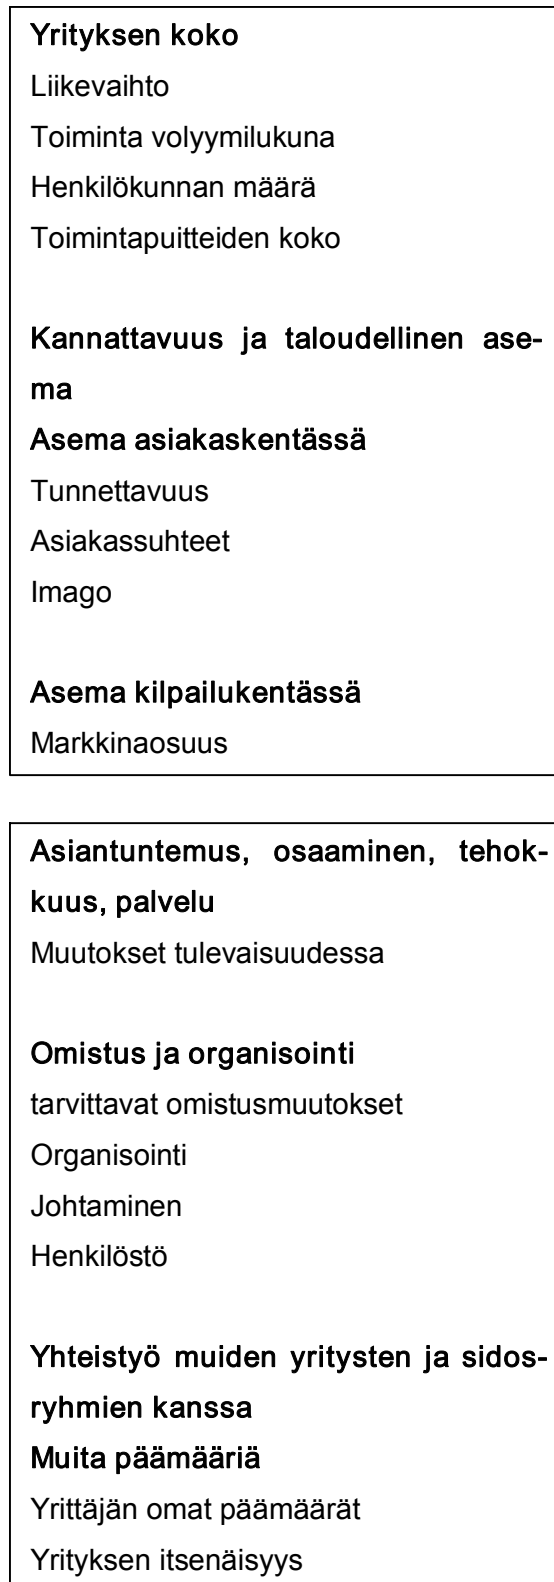 Yrityksen koko
Liikevaihto
Toiminta volyymilukuna
Henkilökunnan määrä
Toimintapuitteiden koko
Kannattavuus ja taloudellinen ase-
ma
Asema asiakaskentässä
Tunnettavuus
Asiakassuhteet
Imago
Asema kilpailukentässä
Markkinaosuus
Asiantuntemus, osaaminen, tehok-
kuus, palvelu
Muutokset tulevaisuudessa
Omistus ja organisointi
tarvittavat omistusmuutokset
Organisointi
Johtaminen
Henkilöstö
Yhteistyö muiden yritysten ja sidos-
ryhmien kanssa
Muita päämääriä
Yrittäjän omat päämäärät
Yrityksen itsenäisyys